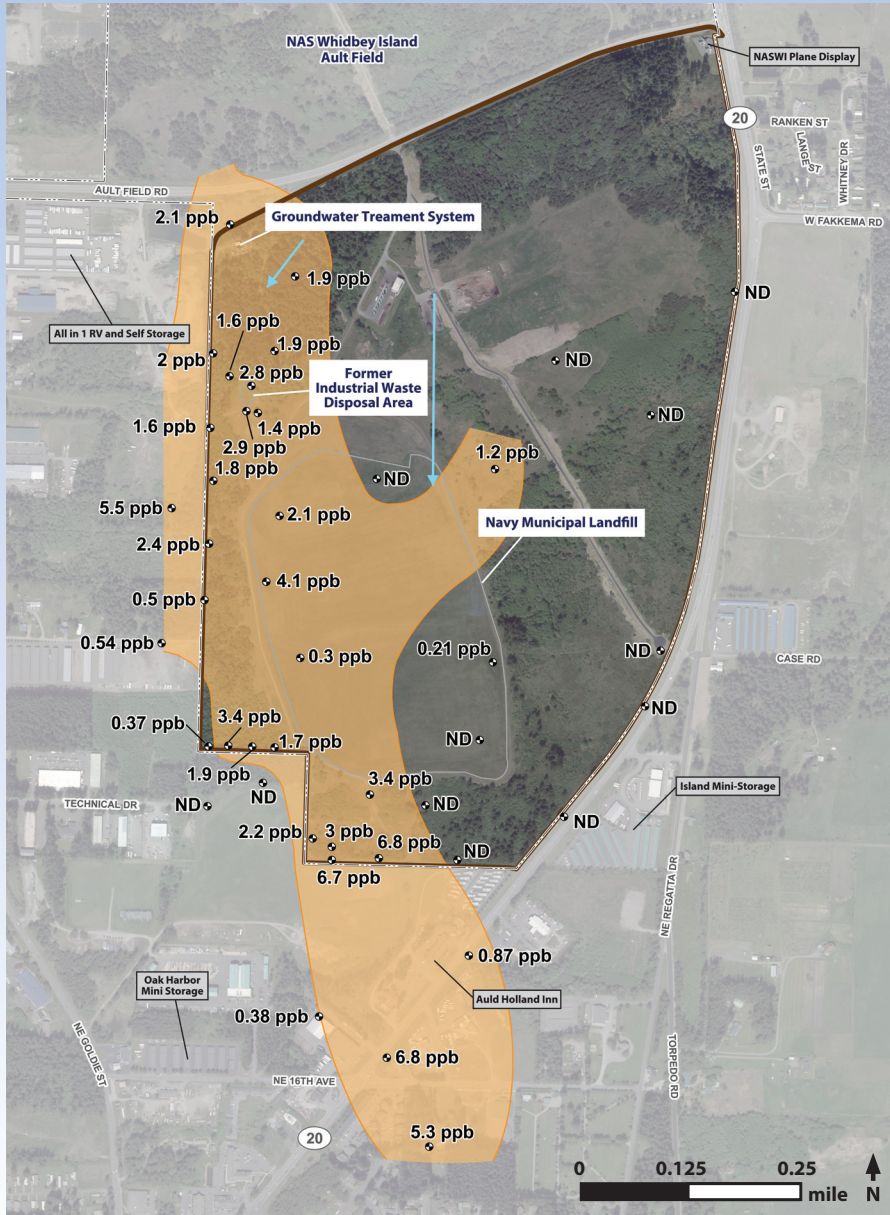 NAS Whidbey Island
Ault Field
NASWI Plane Display
20
RANKEN ST
LANGE ST
WHITNEY DR
STATE ST
AULT FIELD RD
W FAKKEMA RD
2.1 ppb
Groundwater Treament System
1.9 ppb
ND
All in 1 RV and Self Storage
1.6 ppb
2 ppb
1.9 ppb
ND
2.8 ppb
Former
Industrial Waste
Disposal Area
ND
1.6 ppb
1.4 ppb
2.9 ppb
1.8 ppb
ND
1.2 ppb
5.5 ppb
2.1 ppb
Navy Municipal Landfill
2.4 ppb
4.1 ppb
0.5 ppb
0.54 ppb
0.3 ppb
0.21 ppb
ND
CASE RD
ND
0.37 ppb
3.4 ppb
1.9 ppb
1.7 ppb
ND
TECHNICAL DR
ND
ND
3.4 ppb
ND
Island Mini-Storage
ND
2.2 ppb
3 ppb
6.8 ppb
ND
6.7 ppb
NE REGATTA DR
0.87 ppb
Oak Harbor
Mini Storage
Auld Holland Inn
0.38 ppb
NE GOLDIE ST
6.8 ppb
NE 16TH AVE
TORPEDO RD
5.3 ppb
20
0
0.125
0.25
mile
N